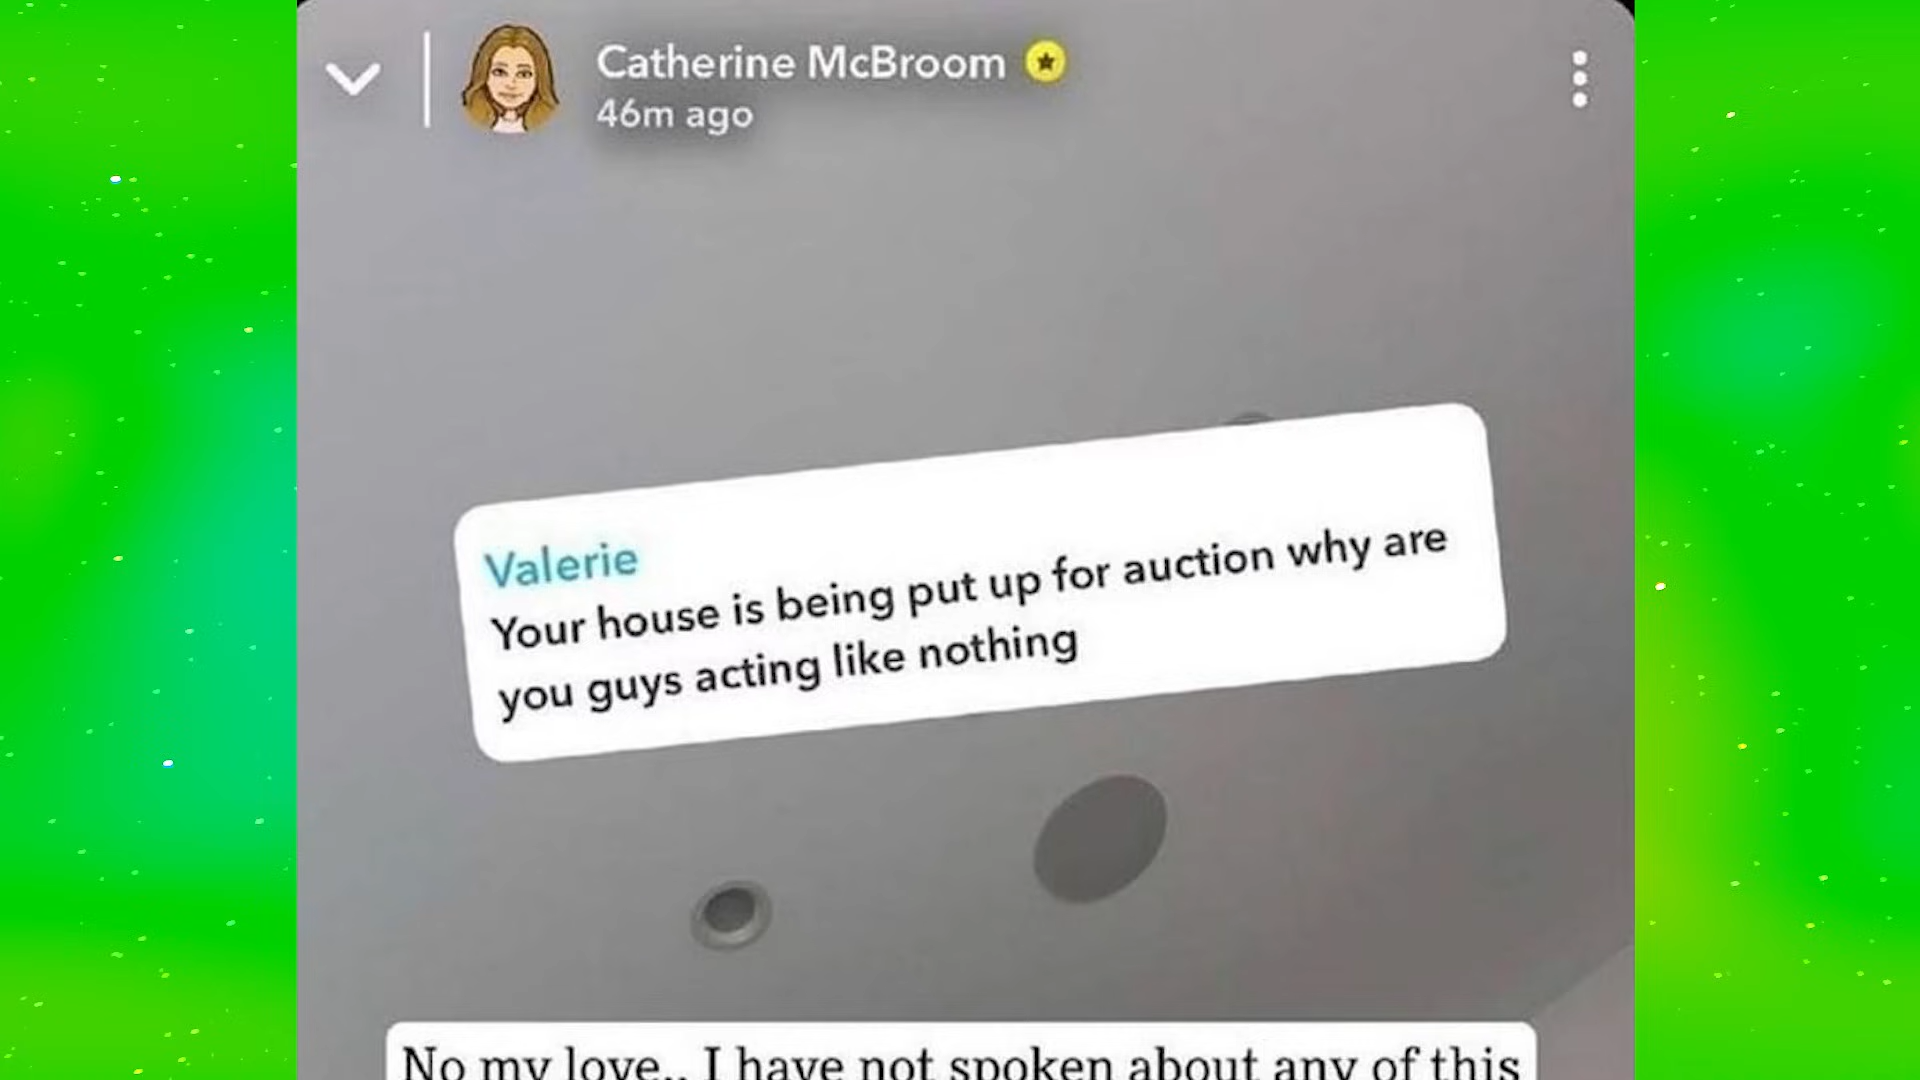 Catherine McBroom
46m ago
Valerie
Your house is being put up for auction why are
you guys acting like nothing
No my love.. I have not spoken about any of this